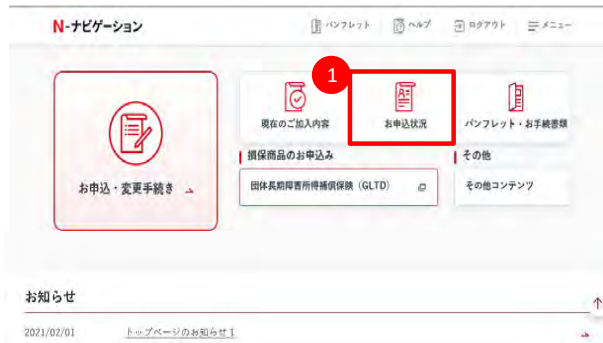 N-ナビゲーション
パンフレット ヘルプ ログアウト メニュー
1
お申込・変更手続き
現在のご加入内容
お申込状況
パンフレット・お手続書類
損保商品のお申込み
団体長期障害所得補償保険（GLTD）
その他
その他コンテンツ
お知らせ
2021/02/01 トップページのお知らせ1